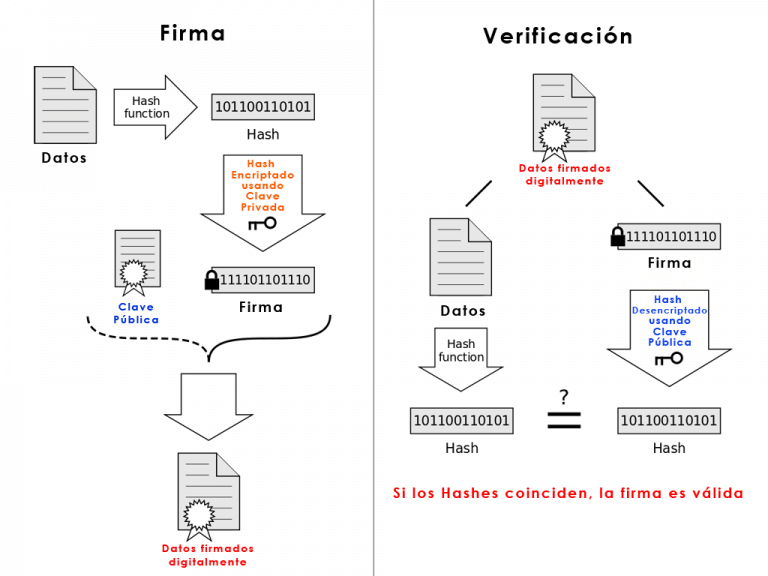 Firma
Hash
function
101100110101
Hash
Datos
Hash
Encriptado
usando
Clave
Privada
111101101110
Firma
Clave
Pública
Datos firmados
digitalmente
Verificación
Datos firmados
digitalmente
Datos
111101101110
Firma
Hash
function
Hash
Desencriptado
usando
Clave
Pública
101100110101
Hash
?
=
101100110101
Hash
Si los Hashes coinciden, la firma es válida